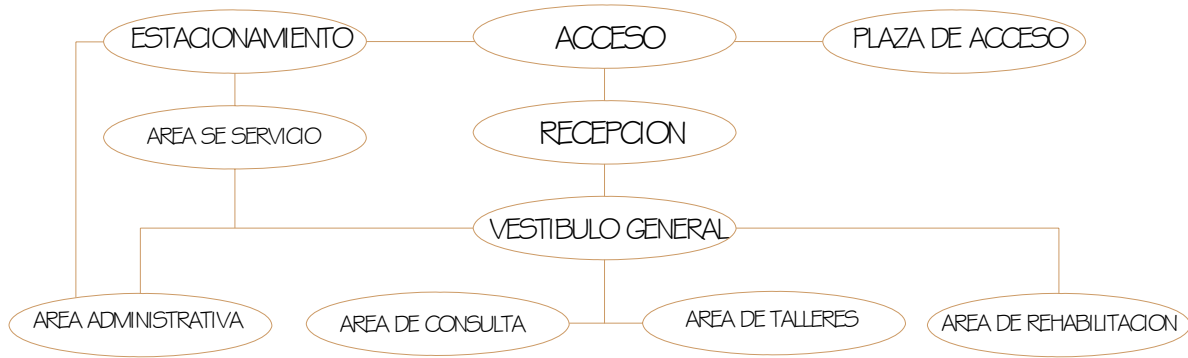 ESTACIONAMIENTO
ACCESO
PLAZA DE ACCESO
AREA SE SERVICIO
RECEPCION
VESTIBULO GENERAL
AREA ADMINISTRATIVA
AREA DE CONSULTA
AREA DE TALLERES
AREA DE REHABILITACION